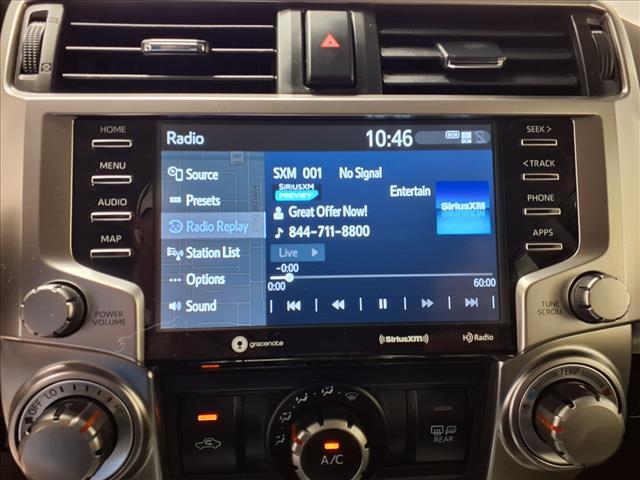 HOME
MENU
AUDIO
MAP
POWER
VOLUME
Radio
10:46
DCM
Source
Presets
Radio Replay
Station List
Options
Sound
SXM 001 No Signal
SIRIUSXM
PREVIEW
Entertain
Great Offer Now!
844-711-8800
SiriusXM
Live
-0:00
0:00
60:00
SEEK >
< TRACK
PHONE
APPS
TUNE
SCROLL
gracenote
SiriusXM
HD Radio
OFF LO HI
A/C
REAR
TEMP